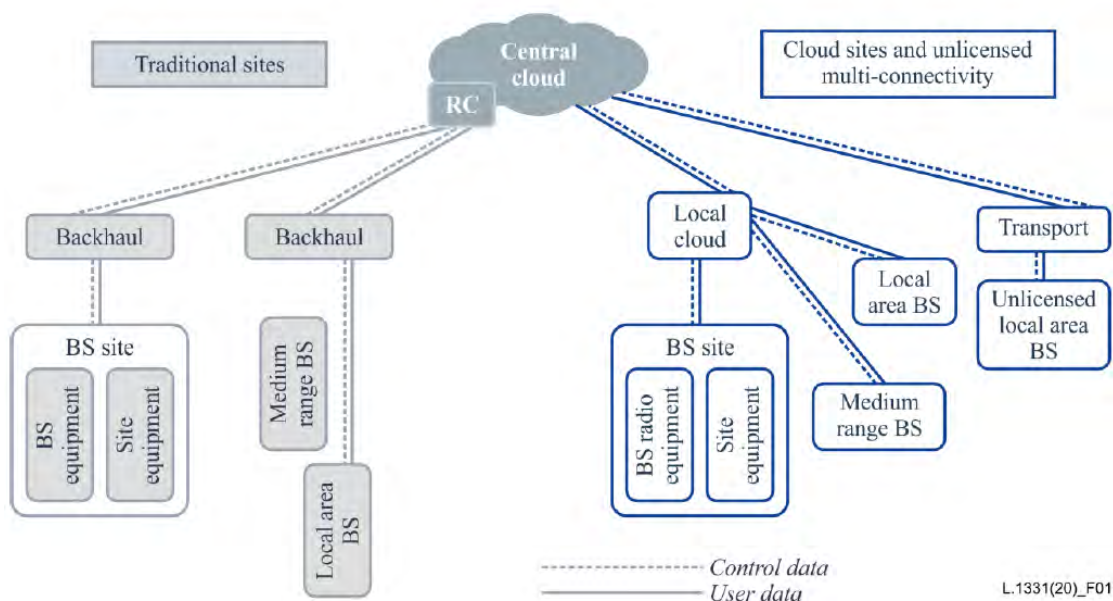 Traditional sites
Central
cloud
RC
Cloud sites and unlicensed
multi-connectivity
Backhaul
Backhaul
Local
cloud
Transport
BS site
BS
equipment
Site
equipment
Medium
range BS
Local area
BS
BS site
BS radio
equipment
Site
equipment
Local
area BS
Medium
range BS
Unlicensed
local area
BS
Control data
User data
L.1331(20)_F01